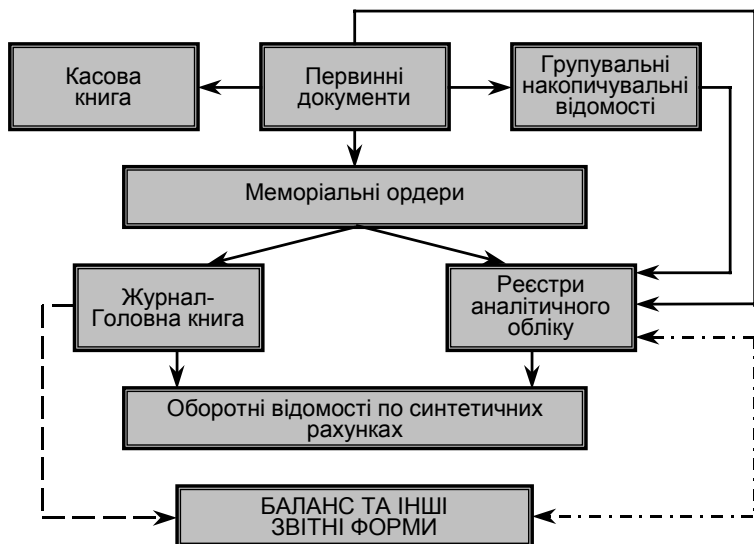 Касова
книга
Первинні
документи
Групувальні
накопичувальні
відомості
Меморіальні ордери
Журнал-
Головна книга
Реєстри
аналітичного
обліку
Оборотні відомості по синтетичних
рахунках
БАЛАНС ТА ІНШІ
ЗВІТНІ ФОРМИ